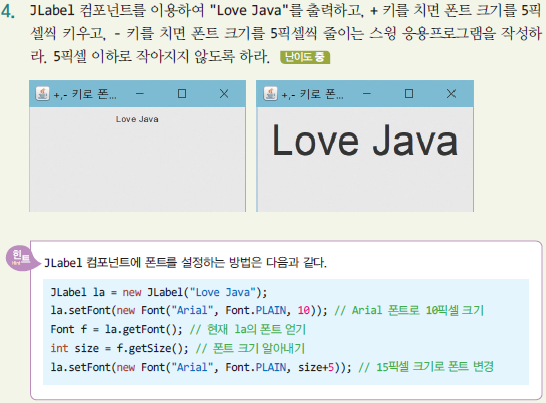 4. JLabel 컴포넌트를 이용하여 "Love Java"를 출력하고, + 키를 치면 폰트 크기를 5픽
셀씩 키우고, - 키를 치면 폰트 크기를 5픽셀씩 줄이는 스윙 응용프로그램을 작성하
라. 5픽셀 이하로 작아지지 않도록 하라. 난이도 중
+,- 키로 폰...
Love Java
+,- 키로 폰...
Love Java
힌트
JLabel 컴포넌트에 폰트를 설정하는 방법은 다음과 같다.
JLabel la = new JLabel("Love Java");
la.setFont(new Font("Arial", Font.PLAIN, 10)); // Arial 폰트로 10픽셀 크기
Font f = la.getFont(); // 현재 la의 폰트 얻기
int size = f.getSize(); // 폰트 크기 알아내기
la.setFont(new Font("Arial", Font.PLAIN, size+5)); // 15픽셀 크기로 폰트 변경